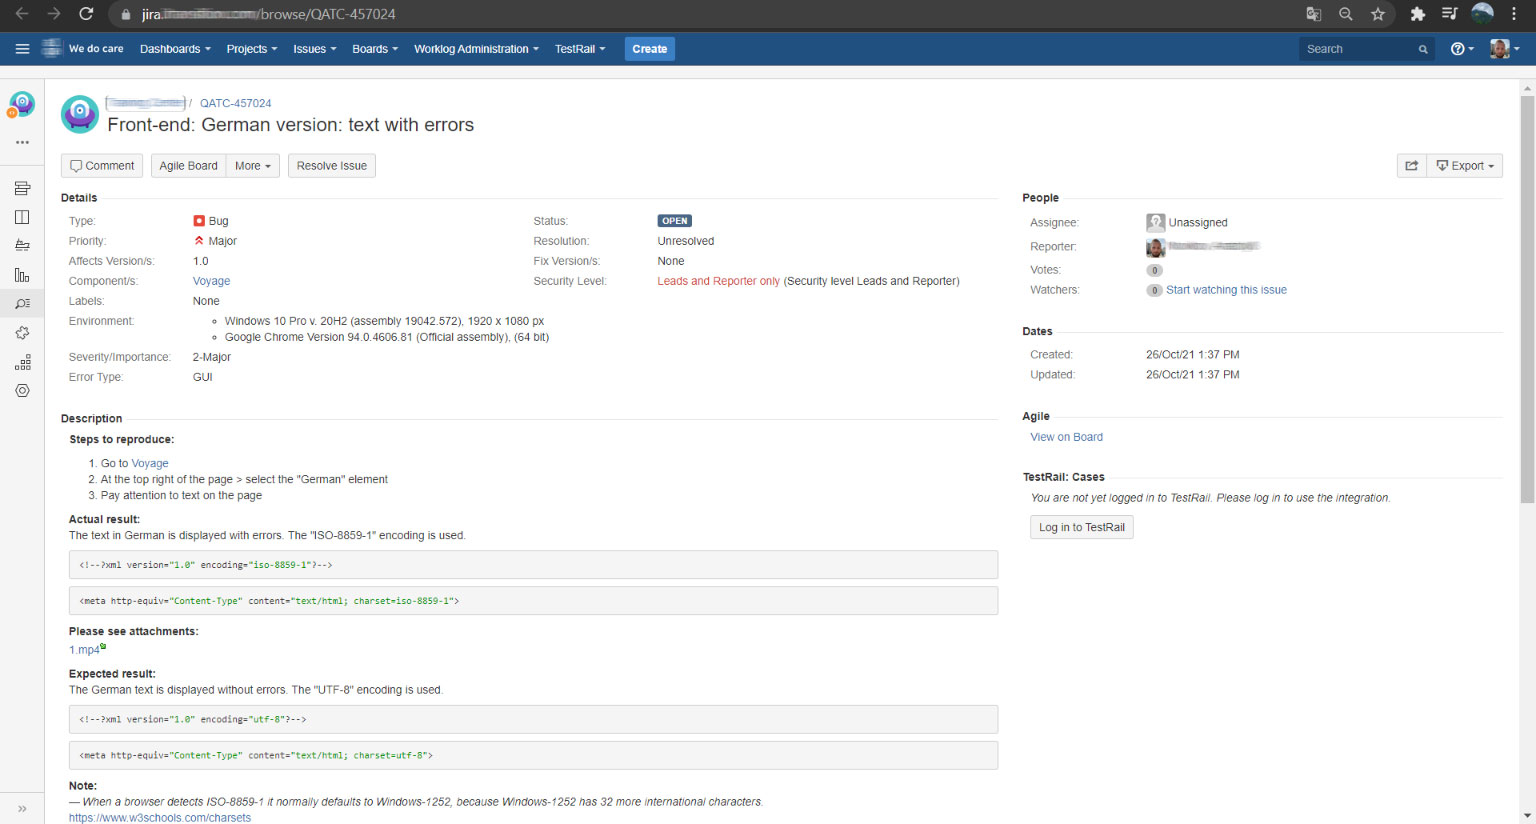 jira. /browse/QATC-457024
We do care Dashboards Projects Issues Boards Worklog Administration TestRail Create Search
/ QATC-457024
Front-end: German version: text with errors
Comment Agile Board More Resolve Issue Export
Details
Type: Bug
Priority: Major
Affects Version/s: 1.0
Component/s: Voyage
Labels: None
Environment:
◦ Windows 10 Pro v. 20H2 (assembly 19042.572), 1920 x 1080 px
◦ Google Chrome Version 94.0.4606.81 (Official assembly), (64 bit)
Severity/Importance: 2-Major
Error Type: GUI
Status: OPEN
Resolution: Unresolved
Fix Version/s: None
Security Level: Leads and Reporter only (Security level Leads and Reporter)
Description
Steps to reproduce:
1. Go to Voyage
2. At the top right of the page > select the "German" element
3. Pay attention to text on the page
Actual result:
The text in German is displayed with errors. The "ISO-8859-1" encoding is used.
<!--?xml version="1.0" encoding="iso-8859-1"?-->
<meta http-equiv="Content-Type" content="text/html; charset=iso-8859-1">
Please see attachments:
1.mp4
Expected result:
The German text is displayed without errors. The "UTF-8" encoding is used.
<!--?xml version="1.0" encoding="utf-8"?-->
<meta http-equiv="Content-Type" content="text/html; charset=utf-8">
Note:
— When a browser detects ISO-8859-1 it normally defaults to Windows-1252, because Windows-1252 has 32 more international characters.
https://www.w3schools.com/charsets
People
Assignee: Unassigned
Reporter:
Votes: 0
Watchers: 0 Start watching this issue
Dates
Created: 26/Oct/21 1:37 PM
Updated: 26/Oct/21 1:37 PM
Agile
View on Board
TestRail: Cases
You are not yet logged in to TestRail. Please log in to use the integration.
Log in to TestRail